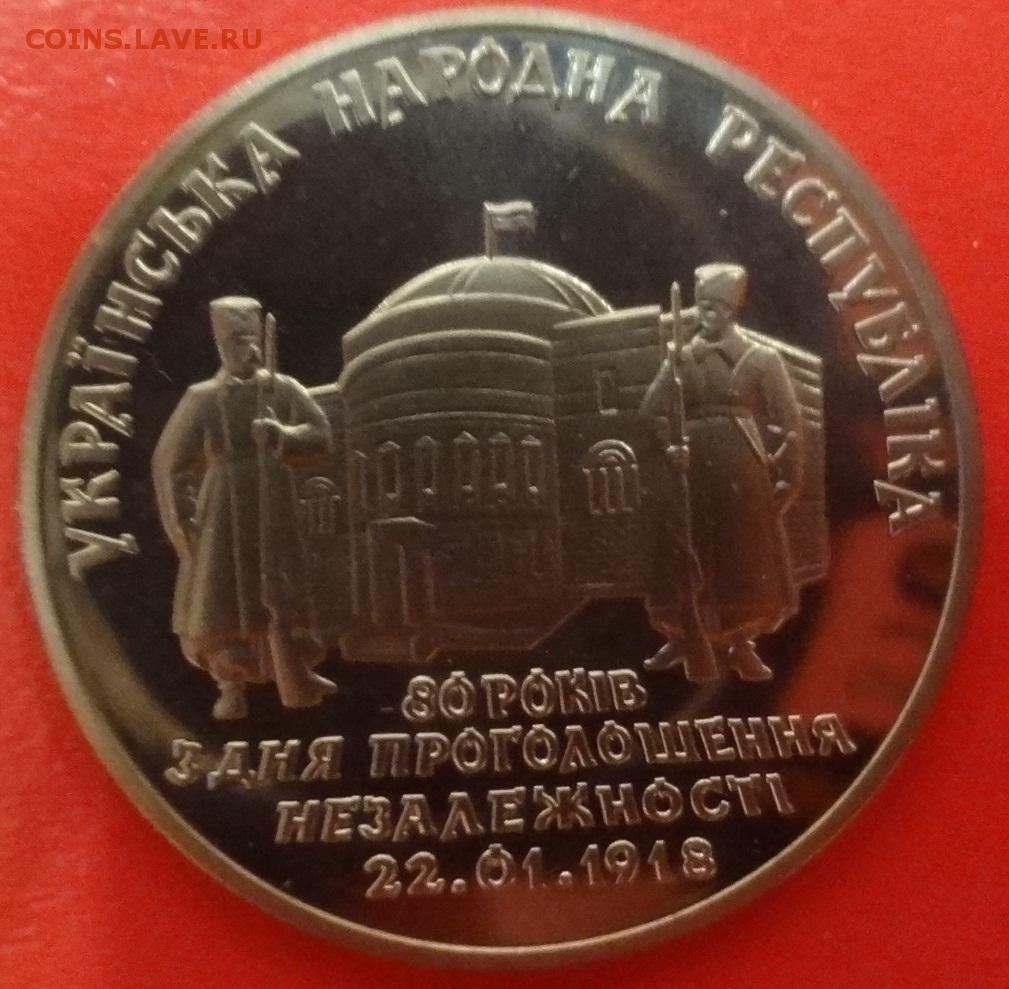 COINS.LAVE.RU
УКРАЇНСЬКА НАРОДНА РЕСПУБЛІКА
80 РОКІВ
З ДНЯ ПРОГОЛОШЕННЯ
НЕЗАЛЕЖНОСТІ
22.01.1918